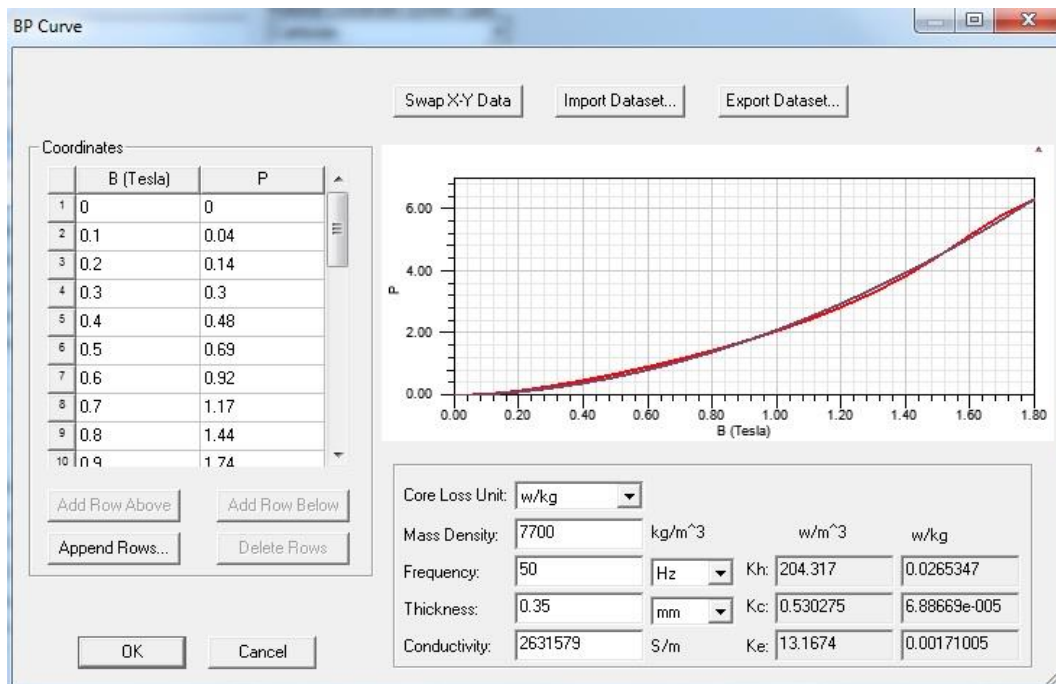 BP Curve
Swap X-Y Data Import Dataset... Export Dataset...
Coordinates
B (Tesla) P
1 0 0
2 0.1 0.04
3 0.2 0.14
4 0.3 0.3
5 0.4 0.48
6 0.5 0.69
7 0.6 0.92
8 0.7 1.17
9 0.8 1.44
10 0.9 1.74
Add Row Above Add Row Below
Append Rows... Delete Rows
OK Cancel
6.00
4.00
2.00
0.00
P
0.00 0.20 0.40 0.60 0.80 1.00 1.20 1.40 1.60 1.80
B (Tesla)
Core Loss Unit: w/kg
Mass Density: 7700 kg/m^3 w/m^3 w/kg
Frequency: 50 Hz Kh: 204.317 0.0265347
Thickness: 0.35 mm Kc: 0.530275 6.88669e-005
Conductivity: 2631579 S/m Ke: 13.1674 0.00171005